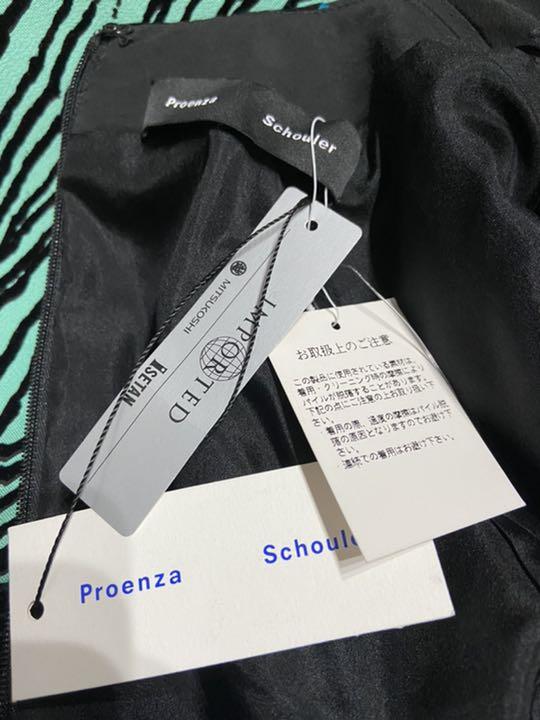 Proenza Schouler
MITSUKOSHI
IMPORTED
ISETAN
お取扱上のご注意
この製品に使用されている素材は、
着用・クリーニング時の摩擦により
パイルが脱落することがあります。
下記の点にご注意の上お取り扱い下
さい。
着用の際、過度の摩擦はパイル脱
落の原因となりますのでお避け下
さい。
・連続での着用はお避け下さい。
Proenza Schoule